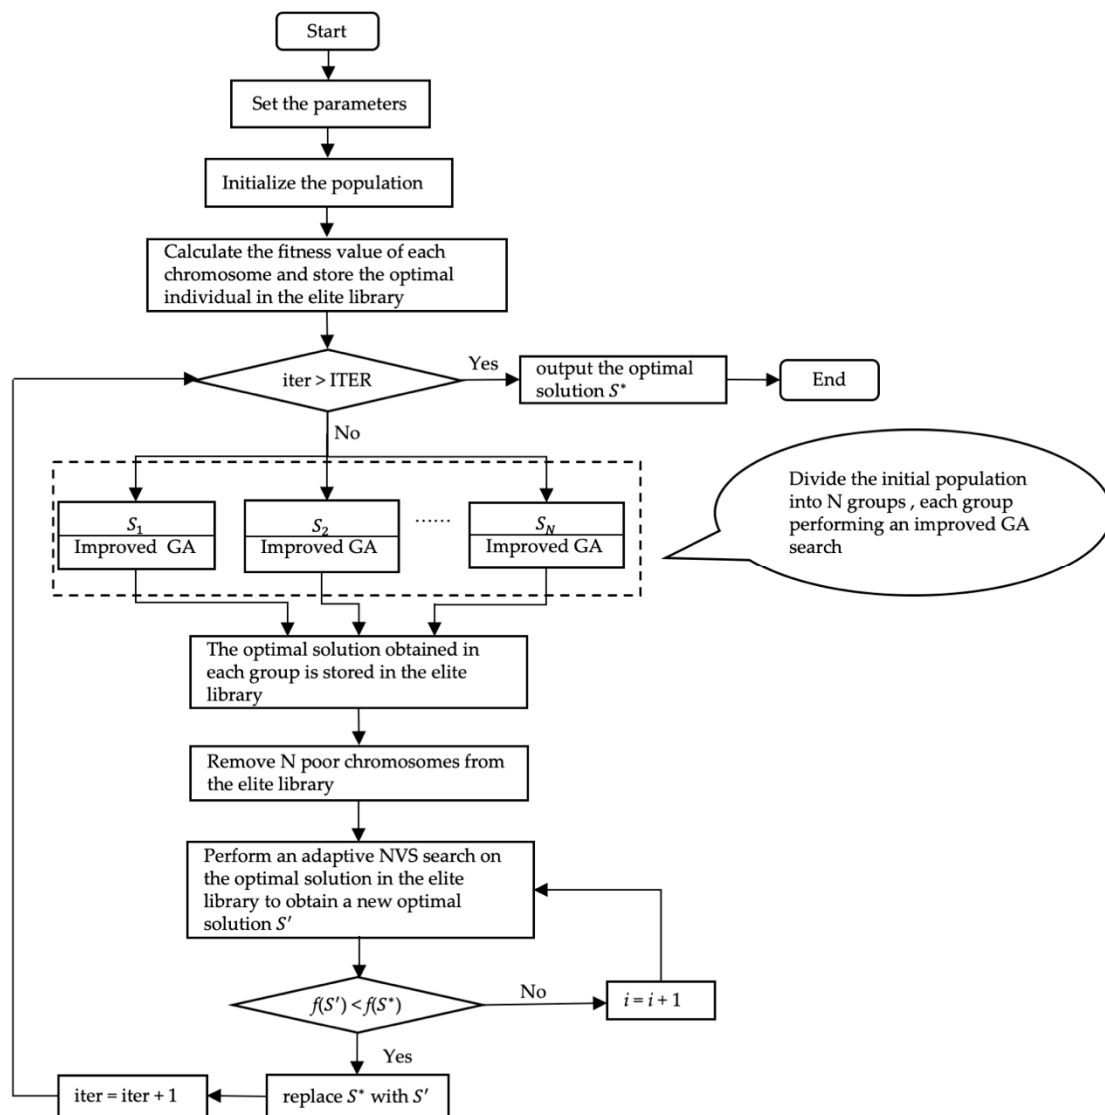 Start
Set the parameters
Initialize the population
Calculate the fitness value of each
chromosome and store the optimal
individual in the elite library
iter > ITER
Yes
output the optimal
solution S*
End
No
Divide the initial population
into N groups , each group
performing an improved GA
search
S₁
Improved GA
S₂
Improved GA
......
S_N
Improved GA
The optimal solution obtained in
each group is stored in the elite
library
Remove N poor chromosomes from
the elite library
Perform an adaptive NVS search on
the optimal solution in the elite
library to obtain a new optimal
solution S′
f(S′) < f(S*)
No
i = i + 1
Yes
replace S* with S′
iter = iter + 1